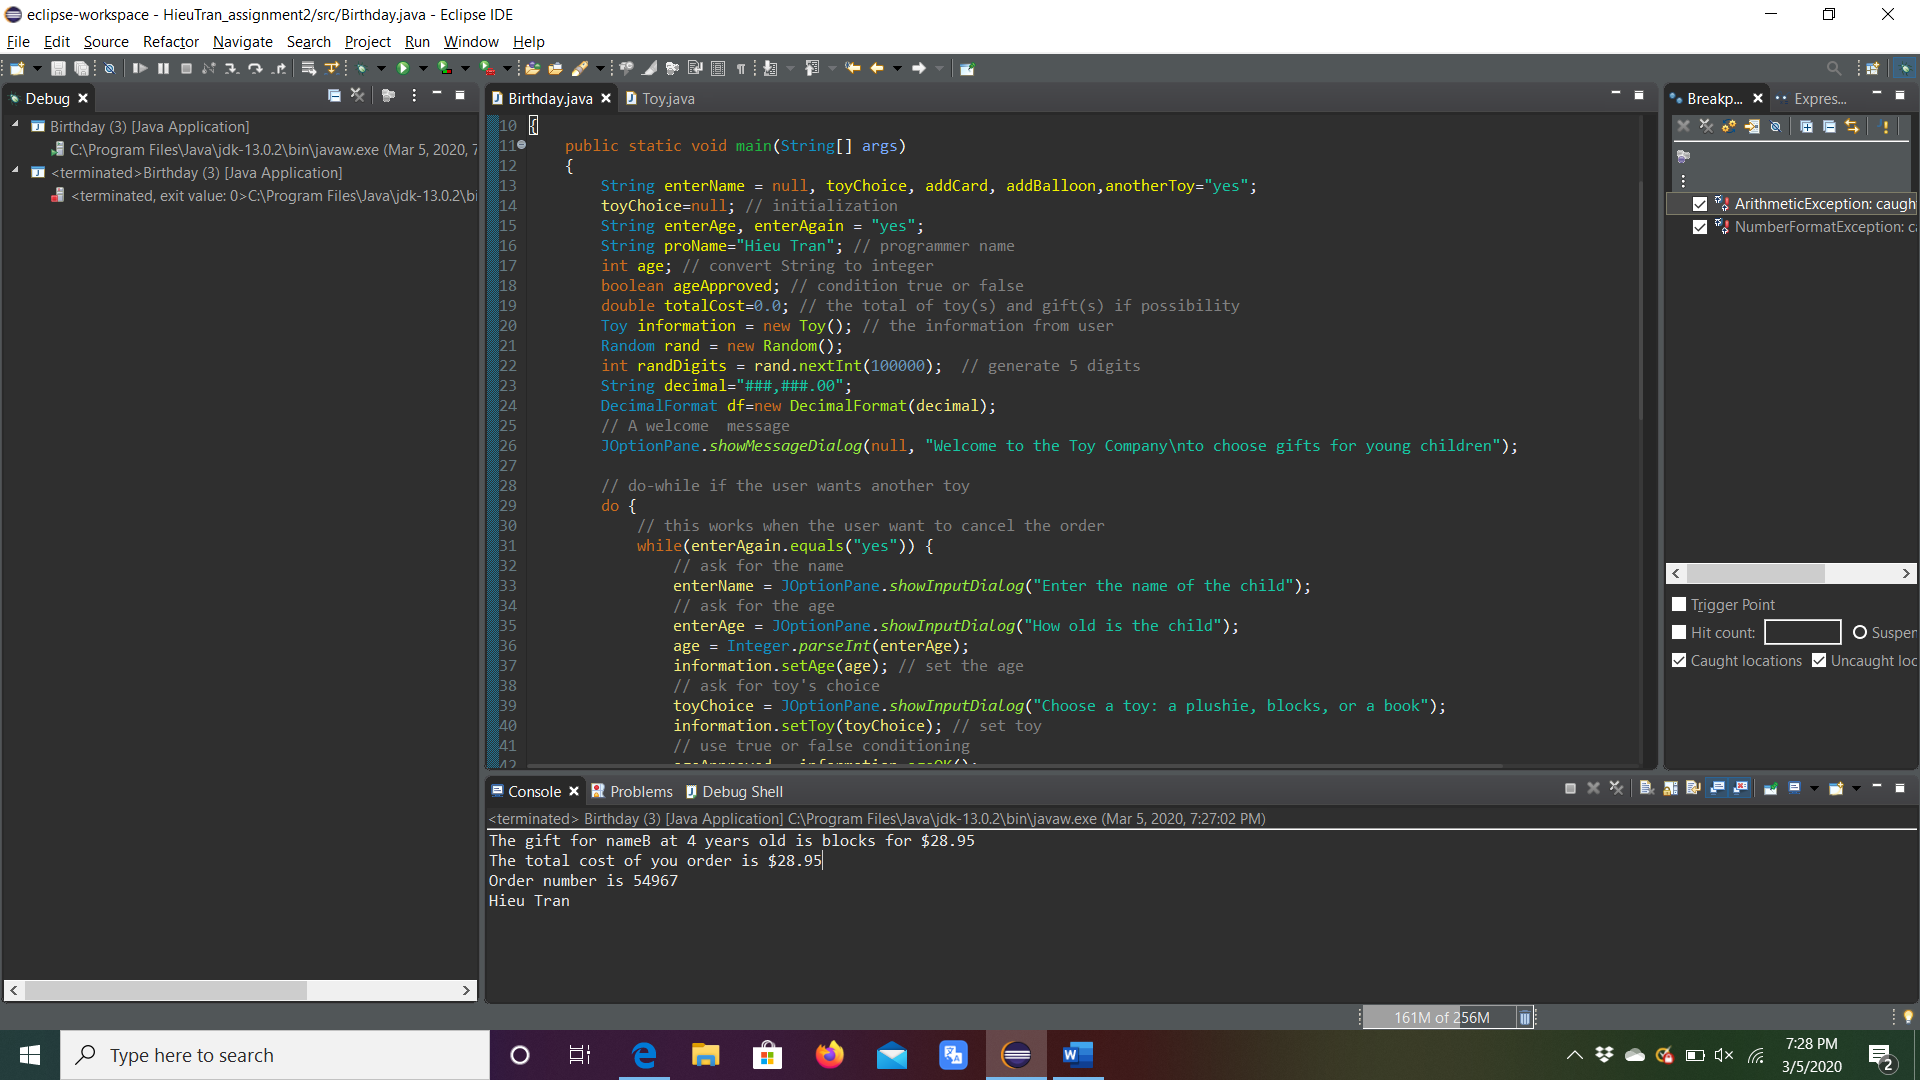 eclipse-workspace - HieuTran_assignment2/src/Birthday.java - Eclipse IDE
File Edit Source Refactor Navigate Search Project Run Window Help
Debug
Birthday (3) [Java Application]
C:\Program Files\Java\jdk-13.0.2\bin\javaw.exe (Mar 5, 2020, 7
<terminated>Birthday (3) [Java Application]
<terminated, exit value: 0>C:\Program Files\Java\jdk-13.0.2\bi
Birthday.java Toy.java
10 {
11 public static void main(String[] args)
12 {
13 String enterName = null, toyChoice, addCard, addBalloon,anotherToy="yes";
14 toyChoice=null; // initialization
15 String enterAge, enterAgain = "yes";
16 String proName="Hieu Tran"; // programmer name
17 int age; // convert String to integer
18 boolean ageApproved; // condition true or false
19 double totalCost=0.0; // the total of toy(s) and gift(s) if possibility
20 Toy information = new Toy(); // the information from user
21 Random rand = new Random();
22 int randDigits = rand.nextInt(100000);  // generate 5 digits
23 String decimal="###,###.00";
24 DecimalFormat df=new DecimalFormat(decimal);
25 // A welcome  message
26 JOptionPane.showMessageDialog(null, "Welcome to the Toy Company\nto choose gifts for young children");
27
28 // do-while if the user wants another toy
29 do {
30 // this works when the user want to cancel the order
31 while(enterAgain.equals("yes")) {
32 // ask for the name
33 enterName = JOptionPane.showInputDialog("Enter the name of the child");
34 // ask for the age
35 enterAge = JOptionPane.showInputDialog("How old is the child");
36 age = Integer.parseInt(enterAge);
37 information.setAge(age); // set the age
38 // ask for toy's choice
39 toyChoice = JOptionPane.showInputDialog("Choose a toy: a plushie, blocks, or a book");
40 information.setToy(toyChoice); // set toy
41 // use true or false conditioning
42 ageApproved = information.ageOK();
Breakp... Expres...
ArithmeticException: caugh
NumberFormatException: c
Trigger Point
Hit count: Suspen
Caught locations Uncaught loc
Console Problems Debug Shell
<terminated> Birthday (3) [Java Application] C:\Program Files\Java\jdk-13.0.2\bin\javaw.exe (Mar 5, 2020, 7:27:02 PM)
The gift for nameB at 4 years old is blocks for $28.95
The total cost of you order is $28.95
Order number is 54967
Hieu Tran
161M of 256M
Type here to search
7:28 PM
3/5/2020
2